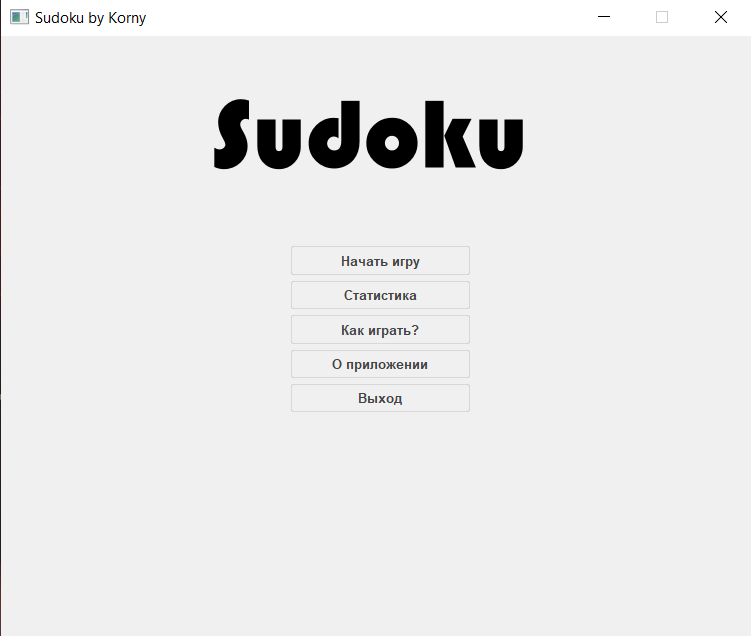 Sudoku by Korny
Sudoku
Начать игру
Статистика
Как играть?
О приложении
Выход